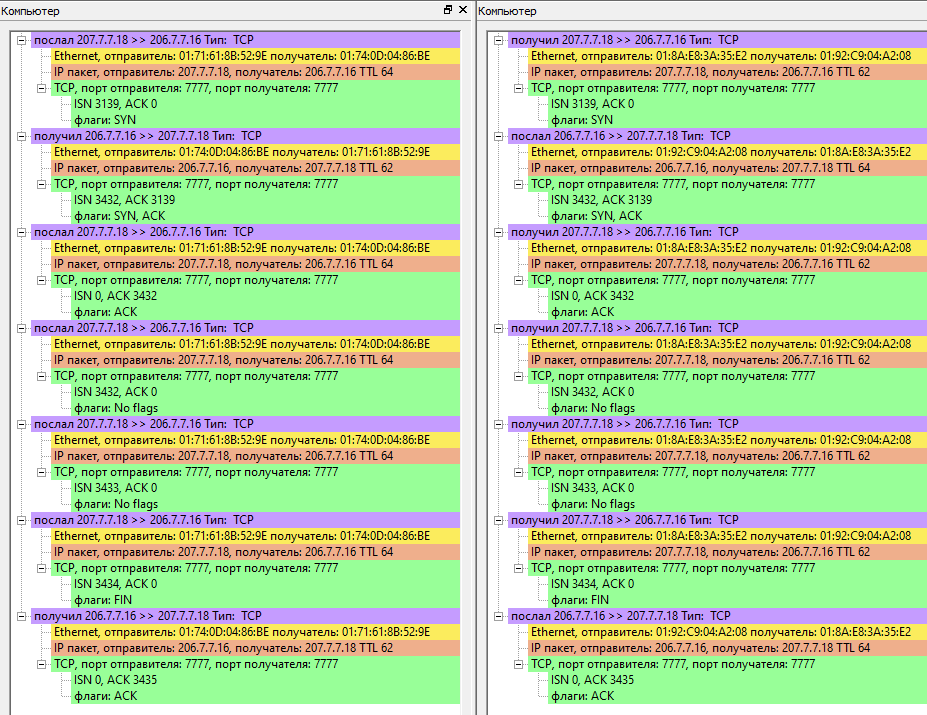 Компьютер
послал 207.7.7.18 >> 206.7.7.16 Тип: TCP
Ethernet, отправитель: 01:71:61:8B:52:9E получатель: 01:74:0D:04:86:BE
IP пакет, отправитель: 207.7.7.18, получатель: 206.7.7.16 TTL 64
TCP, порт отправителя: 7777, порт получателя: 7777
ISN 3139, ACK 0
флаги: SYN
получил 206.7.7.16 >> 207.7.7.18 Тип: TCP
Ethernet, отправитель: 01:74:0D:04:86:BE получатель: 01:71:61:8B:52:9E
IP пакет, отправитель: 206.7.7.16, получатель: 207.7.7.18 TTL 62
TCP, порт отправителя: 7777, порт получателя: 7777
ISN 3432, ACK 3139
флаги: SYN, ACK
послал 207.7.7.18 >> 206.7.7.16 Тип: TCP
Ethernet, отправитель: 01:71:61:8B:52:9E получатель: 01:74:0D:04:86:BE
IP пакет, отправитель: 207.7.7.18, получатель: 206.7.7.16 TTL 64
TCP, порт отправителя: 7777, порт получателя: 7777
ISN 0, ACK 3432
флаги: ACK
послал 207.7.7.18 >> 206.7.7.16 Тип: TCP
Ethernet, отправитель: 01:71:61:8B:52:9E получатель: 01:74:0D:04:86:BE
IP пакет, отправитель: 207.7.7.18, получатель: 206.7.7.16 TTL 64
TCP, порт отправителя: 7777, порт получателя: 7777
ISN 3432, ACK 0
флаги: No flags
послал 207.7.7.18 >> 206.7.7.16 Тип: TCP
Ethernet, отправитель: 01:71:61:8B:52:9E получатель: 01:74:0D:04:86:BE
IP пакет, отправитель: 207.7.7.18, получатель: 206.7.7.16 TTL 64
TCP, порт отправителя: 7777, порт получателя: 7777
ISN 3433, ACK 0
флаги: No flags
послал 207.7.7.18 >> 206.7.7.16 Тип: TCP
Ethernet, отправитель: 01:71:61:8B:52:9E получатель: 01:74:0D:04:86:BE
IP пакет, отправитель: 207.7.7.18, получатель: 206.7.7.16 TTL 64
TCP, порт отправителя: 7777, порт получателя: 7777
ISN 3434, ACK 0
флаги: FIN
получил 206.7.7.16 >> 207.7.7.18 Тип: TCP
Ethernet, отправитель: 01:74:0D:04:86:BE получатель: 01:71:61:8B:52:9E
IP пакет, отправитель: 206.7.7.16, получатель: 207.7.7.18 TTL 62
TCP, порт отправителя: 7777, порт получателя: 7777
ISN 0, ACK 3435
флаги: ACK
Компьютер
получил 207.7.7.18 >> 206.7.7.16 Тип: TCP
Ethernet, отправитель: 01:8A:E8:3A:35:E2 получатель: 01:92:C9:04:A2:08
IP пакет, отправитель: 207.7.7.18, получатель: 206.7.7.16 TTL 62
TCP, порт отправителя: 7777, порт получателя: 7777
ISN 3139, ACK 0
флаги: SYN
послал 206.7.7.16 >> 207.7.7.18 Тип: TCP
Ethernet, отправитель: 01:92:C9:04:A2:08 получатель: 01:8A:E8:3A:35:E2
IP пакет, отправитель: 206.7.7.16, получатель: 207.7.7.18 TTL 64
TCP, порт отправителя: 7777, порт получателя: 7777
ISN 3432, ACK 3139
флаги: SYN, ACK
получил 207.7.7.18 >> 206.7.7.16 Тип: TCP
Ethernet, отправитель: 01:8A:E8:3A:35:E2 получатель: 01:92:C9:04:A2:08
IP пакет, отправитель: 207.7.7.18, получатель: 206.7.7.16 TTL 62
TCP, порт отправителя: 7777, порт получателя: 7777
ISN 0, ACK 3432
флаги: ACK
получил 207.7.7.18 >> 206.7.7.16 Тип: TCP
Ethernet, отправитель: 01:8A:E8:3A:35:E2 получатель: 01:92:C9:04:A2:08
IP пакет, отправитель: 207.7.7.18, получатель: 206.7.7.16 TTL 62
TCP, порт отправителя: 7777, порт получателя: 7777
ISN 3432, ACK 0
флаги: No flags
получил 207.7.7.18 >> 206.7.7.16 Тип: TCP
Ethernet, отправитель: 01:8A:E8:3A:35:E2 получатель: 01:92:C9:04:A2:08
IP пакет, отправитель: 207.7.7.18, получатель: 206.7.7.16 TTL 62
TCP, порт отправителя: 7777, порт получателя: 7777
ISN 3433, ACK 0
флаги: No flags
получил 207.7.7.18 >> 206.7.7.16 Тип: TCP
Ethernet, отправитель: 01:8A:E8:3A:35:E2 получатель: 01:92:C9:04:A2:08
IP пакет, отправитель: 207.7.7.18, получатель: 206.7.7.16 TTL 62
TCP, порт отправителя: 7777, порт получателя: 7777
ISN 3434, ACK 0
флаги: FIN
послал 206.7.7.16 >> 207.7.7.18 Тип: TCP
Ethernet, отправитель: 01:92:C9:04:A2:08 получатель: 01:8A:E8:3A:35:E2
IP пакет, отправитель: 206.7.7.16, получатель: 207.7.7.18 TTL 64
TCP, порт отправителя: 7777, порт получателя: 7777
ISN 0, ACK 3435
флаги: ACK